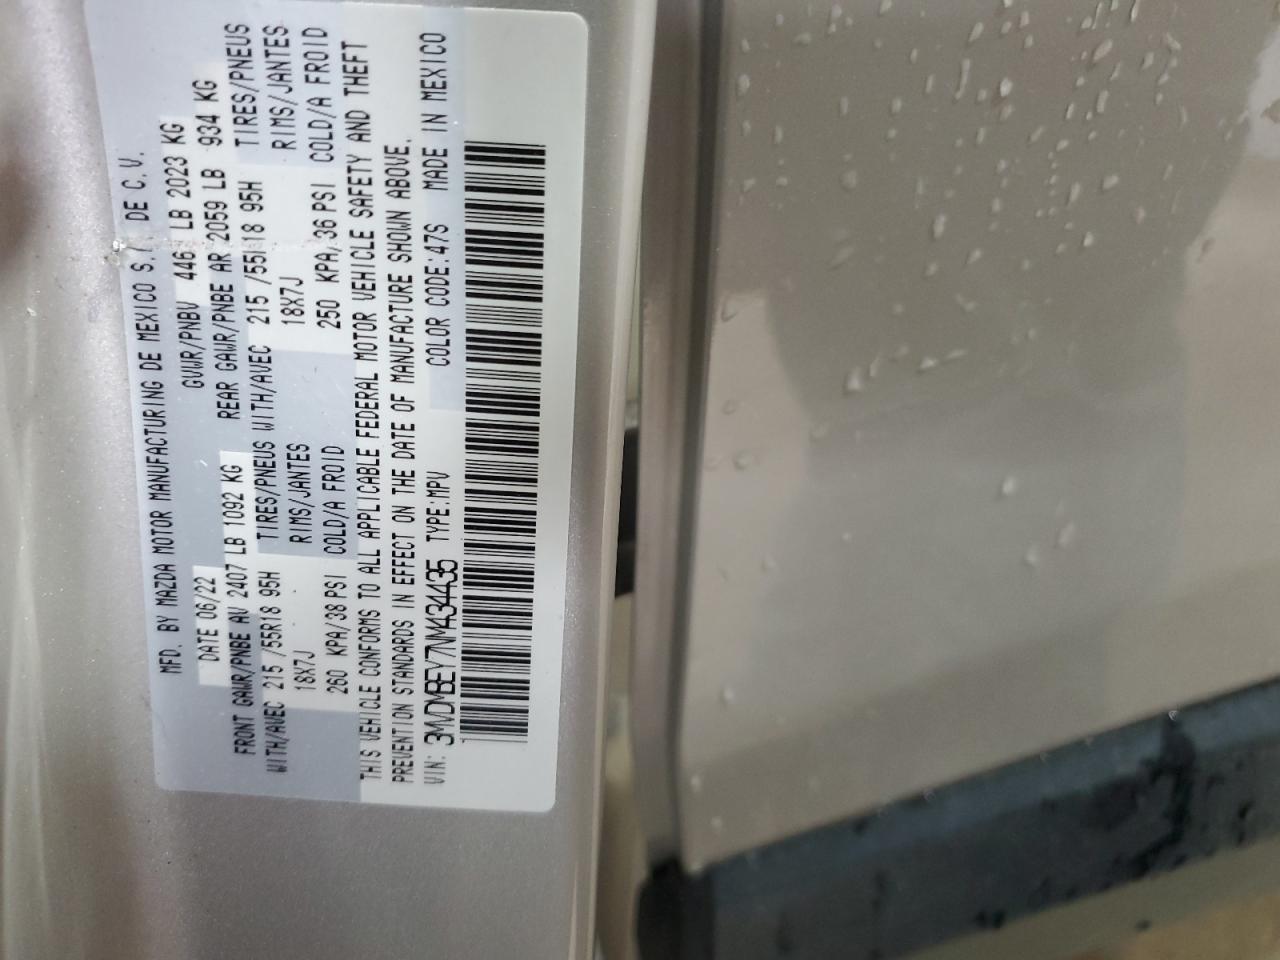 MFD. BY MAZDA MOTOR MANUFACTURING DE MEXICO S. DE C.V.
DATE 06/22 GVWR/PNBV 446 LB 2023 KG
FRONT GAWR/PNBE AV 2407 LB 1092 KG REAR GAWR/PNBE AR 2059 LB 934 KG
WITH/AVEC 215 /55R18 95H TIRES/PNEUS WITH/AVEC 215 /55 18 95H TIRES/PNEUS
18X7J RIMS/JANTES 18X7J RIMS/JANTES
260 KPA/38 PSI COLD/A FROID 250 KPA/36 PSI COLD/A FROID
THIS VEHICLE CONFORMS TO ALL APPLICABLE FEDERAL MOTOR VEHICLE SAFETY AND THEFT
PREVENTION STANDARDS IN EFFECT ON THE DATE OF MANUFACTURE SHOWN ABOVE.
VIN: 3MVDMBEY7NM434435 TYPE:MPV COLOR CODE:47S MADE IN MEXICO